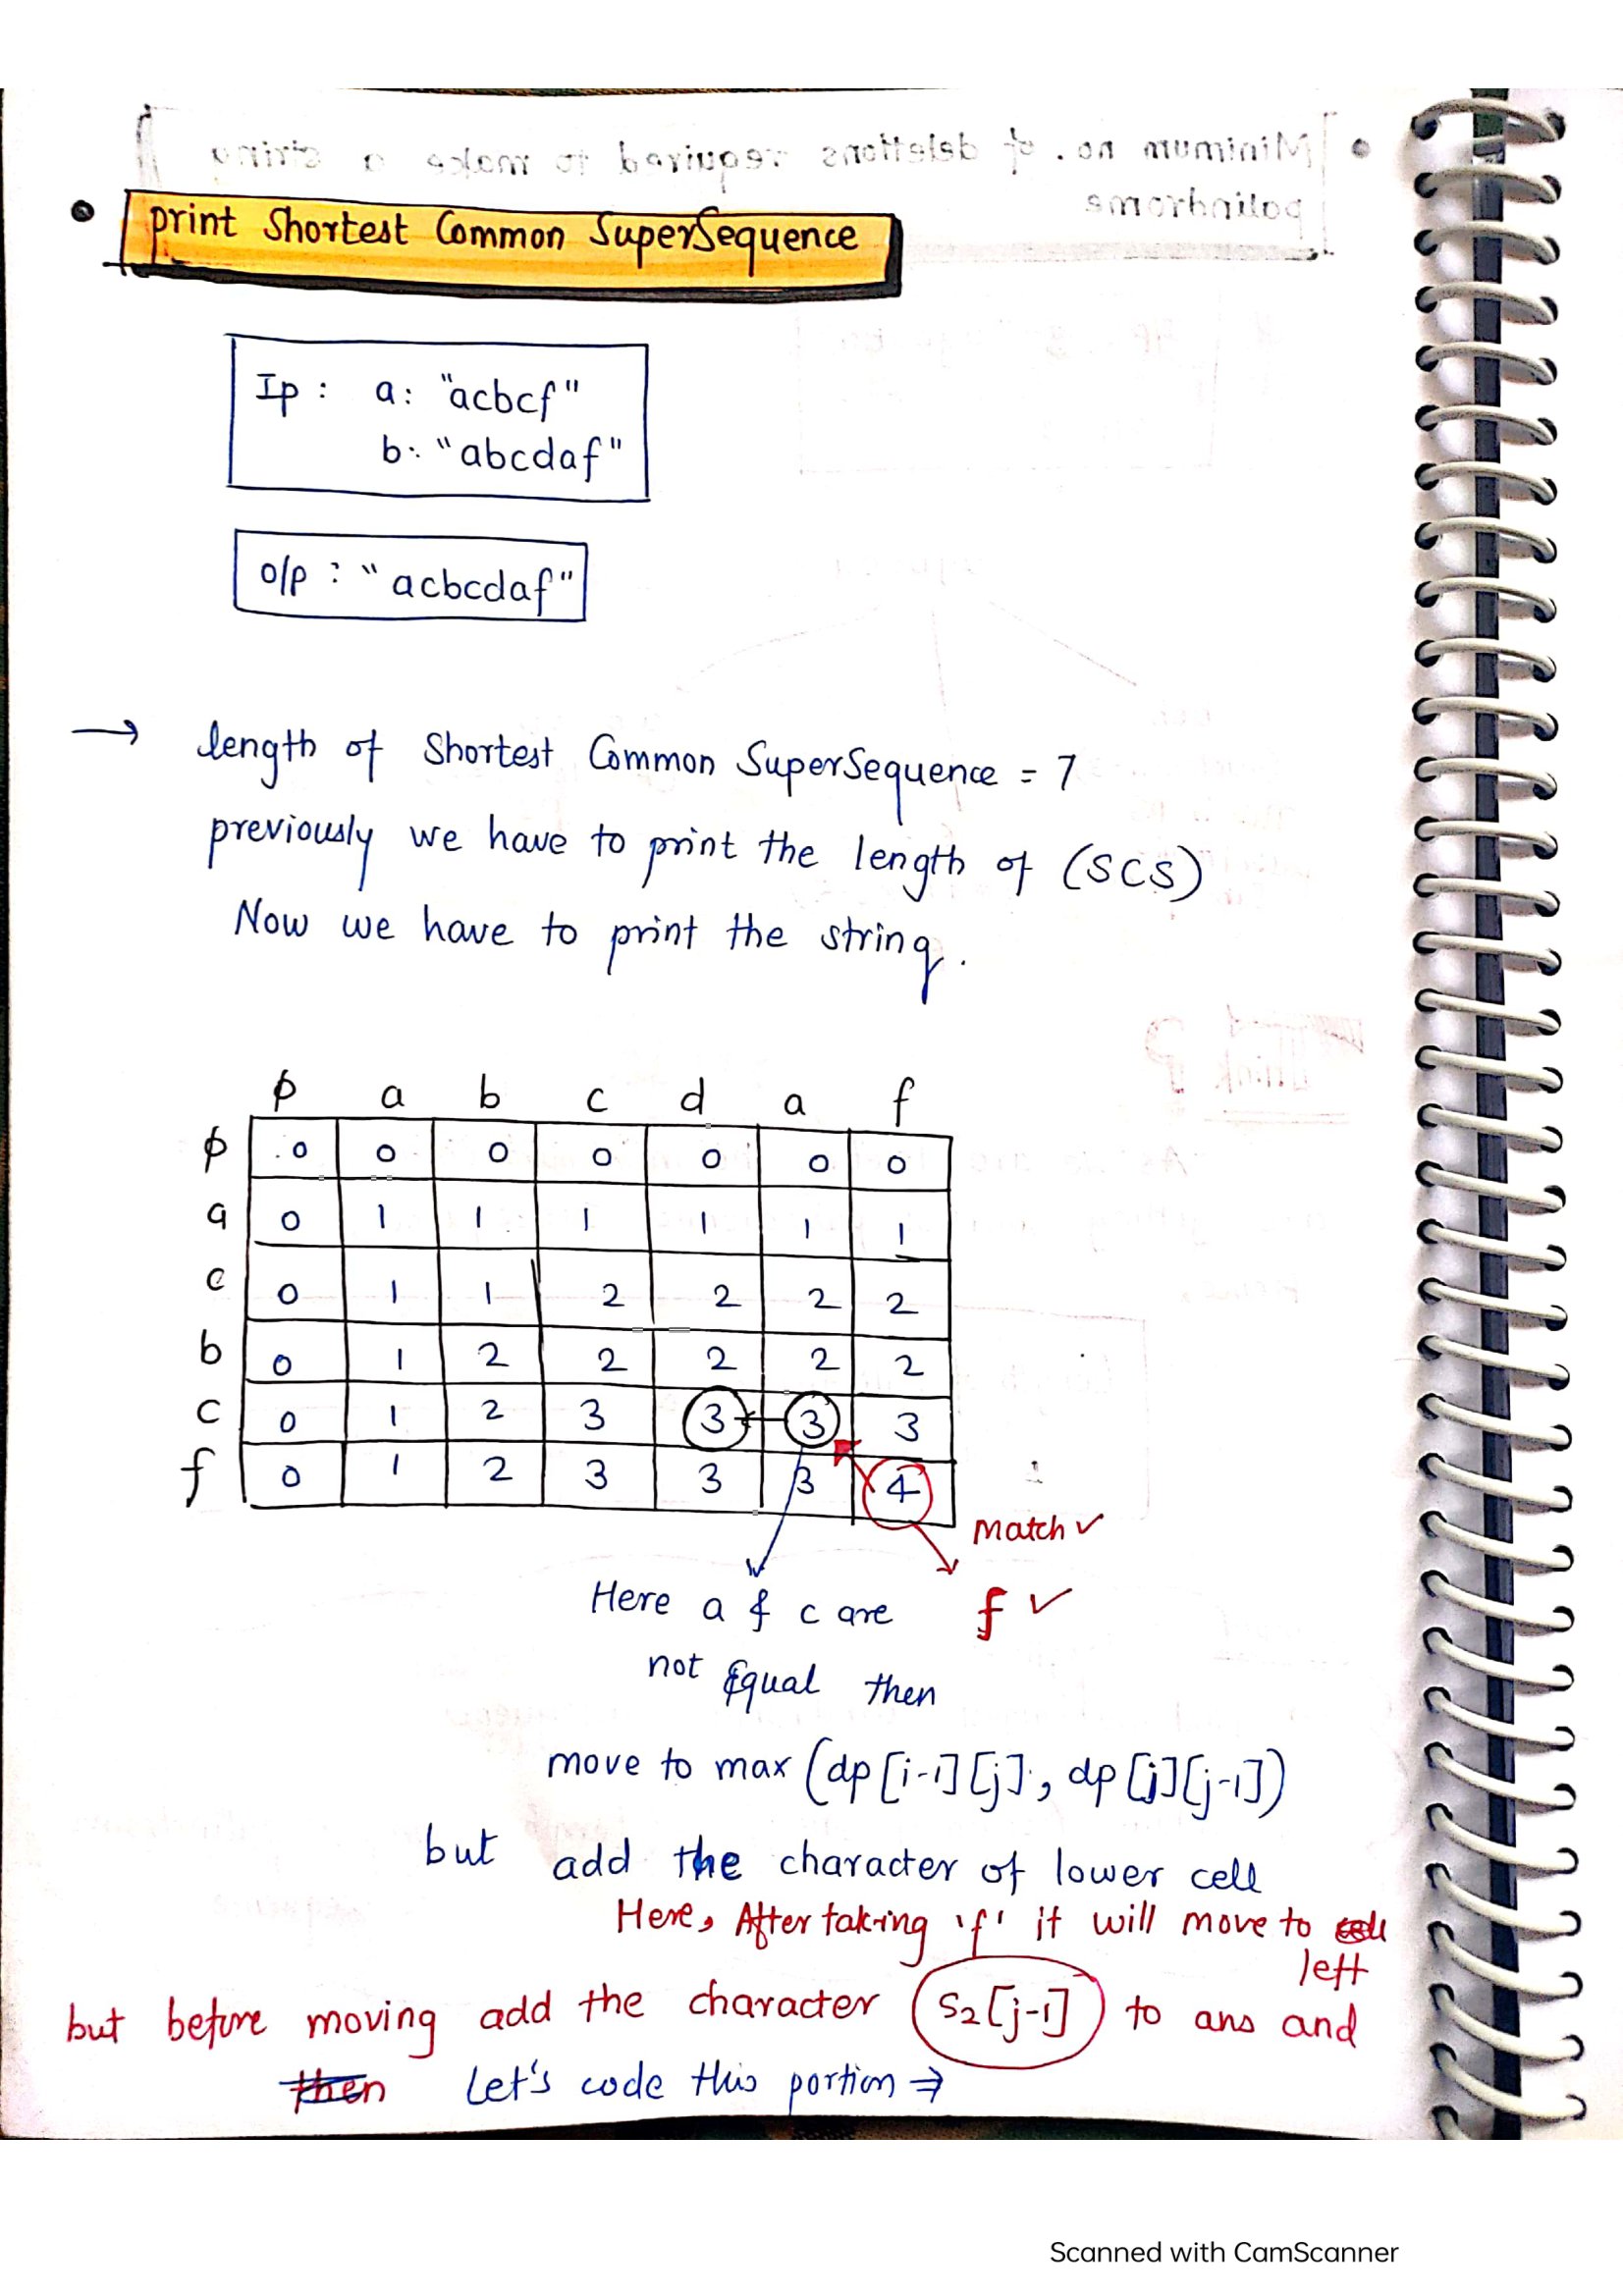 • print Shortest Common SuperSequence
Ip : a: "acbcf"
b: "abcdaf"
o/p : "acbcdaf"
→ length of Shortest Common SuperSequence = 7
previously we have to print the length of (SCS)
Now we have to print the string.
ϕ a b c d a f
ϕ 0 0 0 0 0 0 0
a 0 1 1 1 1 1 1
c 0 1 1 2 2 2 2
b 0 1 2 2 2 2 2
c 0 1 2 3 3 ← 3 3
f 0 1 2 3 3 3 4
Match ✓
Here a & c are f ✓
not Equal then
move to max (dp[i-1][j], dp[j][j-1])
but add the character of lower cell
Here, After taking 'f' it will move to
left
but before moving add the character S2[j-1] to ans and
then Let's code this portion ⇒
Scanned with CamScanner